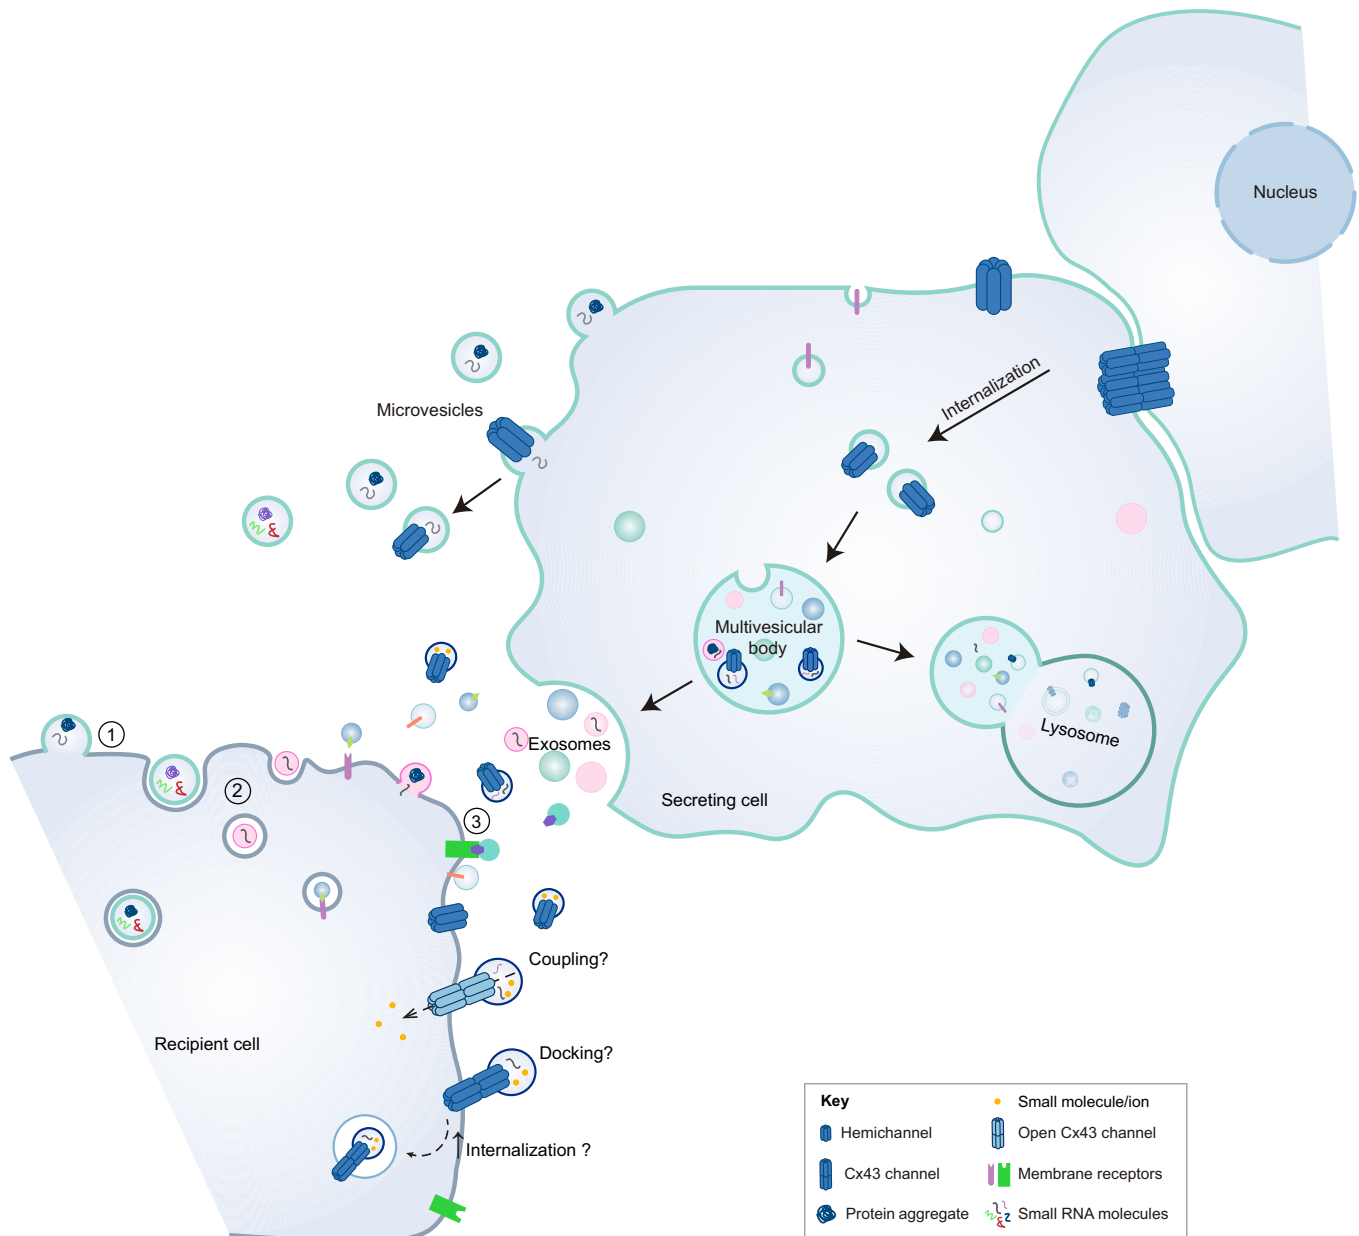 Nucleus
Internalization
Microvesicles
Multivesicular
body
Lysosome
Exosomes
Secreting cell
1
2
3
Coupling?
Recipient cell
Docking?
Internalization ?
Key
Hemichannel
Cx43 channel
Protein aggregate
Small molecule/ion
Open Cx43 channel
Membrane receptors
Small RNA molecules